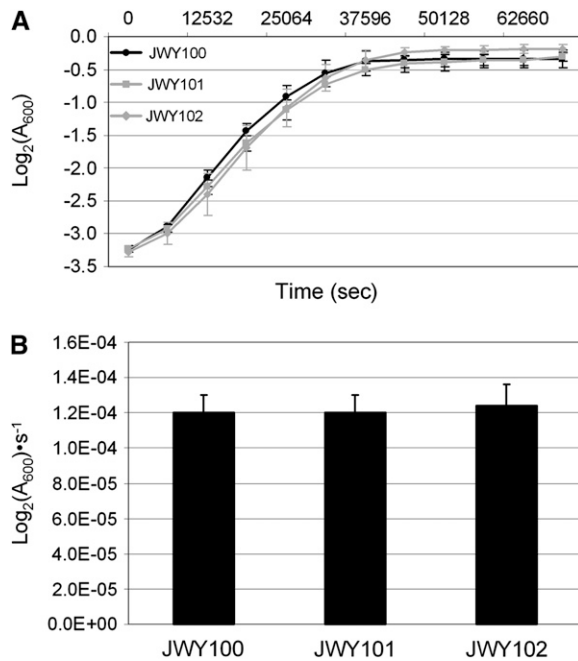 A
0 12532 25064 37596 50128 62660
0.0
-0.5
-1.0
-1.5
-2.0
-2.5
-3.0
-3.5
JWY100
JWY101
JWY102
Log₂(A₆₀₀)
Time (sec)
B
1.6E-04
1.4E-04
1.2E-04
1.0E-04
8.0E-05
6.0E-05
4.0E-05
2.0E-05
0.0E+00
Log₂(A₆₀₀)•s⁻¹
JWY100 JWY101 JWY102